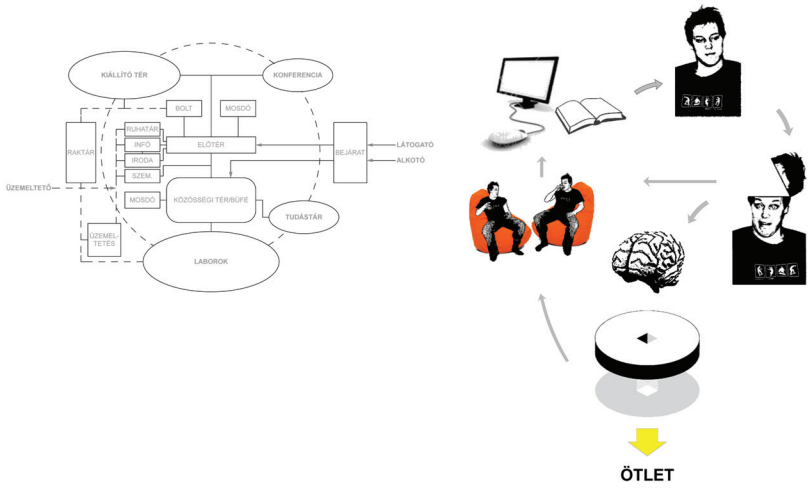 KIÁLLÍTÓ TÉR
KONFERENCIA
BOLT
MOSDÓ
RUHATÁR
INFÓ
IRODA
SZEM.
ELŐTÉR
RAKTÁR
BEJÁRAT
LÁTOGATÓ
ALKOTÓ
ÜZEMELTETŐ
MOSDÓ
KÖZÖSSÉGI TÉR/BÜFÉ
TUDÁSTÁR
ÜZEMEL-
TETÉS
LABOROK
ÖTLET